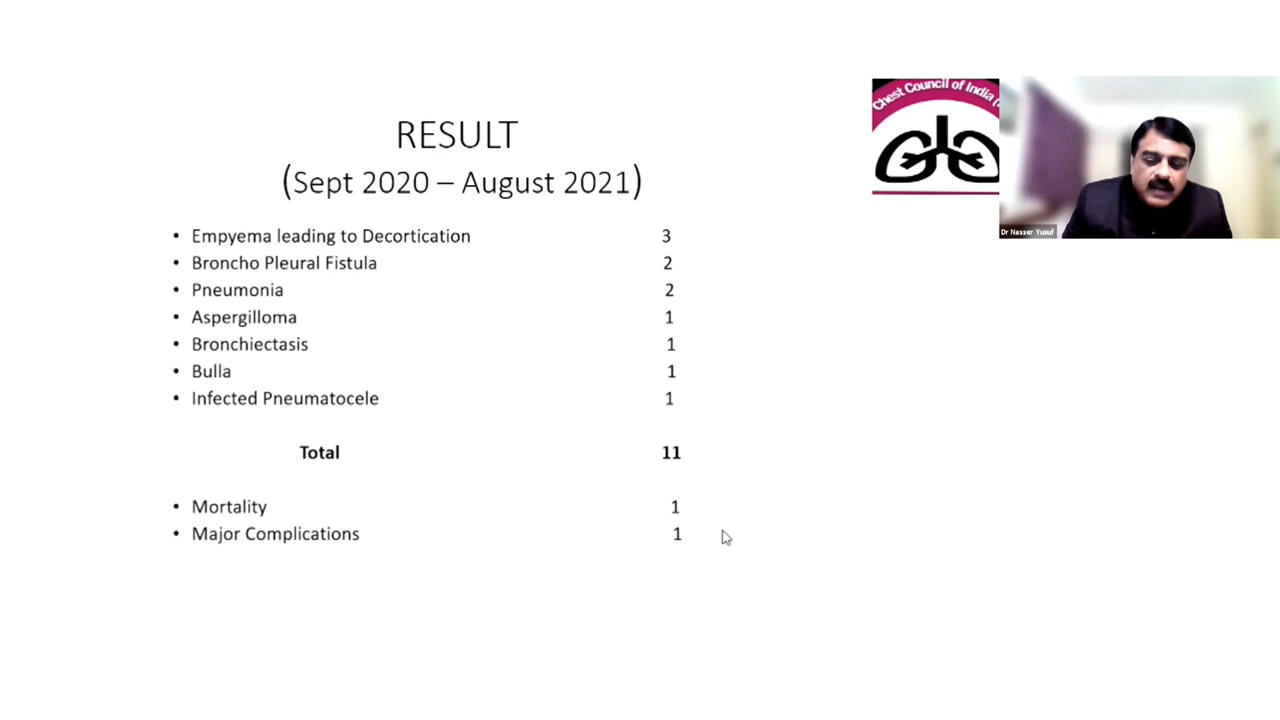 RESULT
(Sept 2020 – August 2021)
• Empyema leading to Decortication 3
• Broncho Pleural Fistula 2
• Pneumonia 2
• Aspergilloma 1
• Bronchiectasis 1
• Bulla 1
• Infected Pneumatocele 1
Total 11
• Mortality 1
• Major Complications 1
Chest Council of India (
Dr Nasser Yusuf